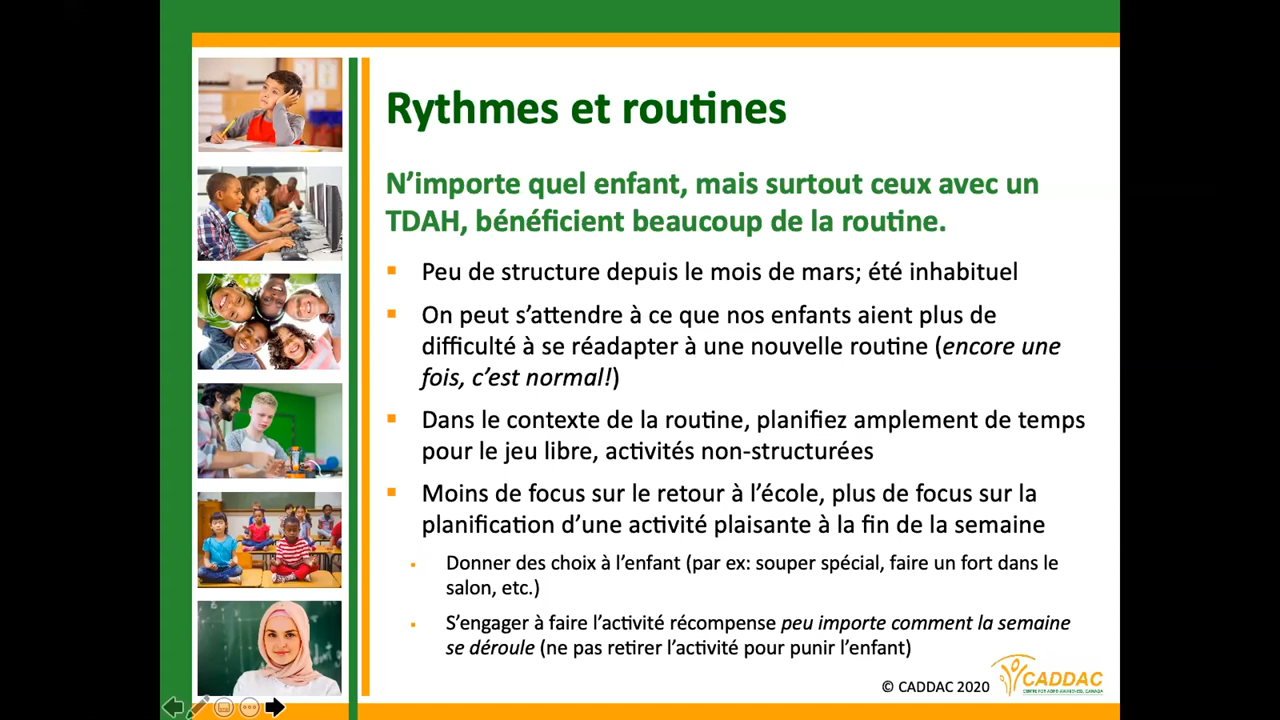 Rythmes et routines
N’importe quel enfant, mais surtout ceux avec un
TDAH, bénéficient beaucoup de la routine.
Peu de structure depuis le mois de mars; été inhabituel
On peut s’attendre à ce que nos enfants aient plus de
difficulté à se réadapter à une nouvelle routine (encore une
fois, c’est normal!)
Dans le contexte de la routine, planifiez amplement de temps
pour le jeu libre, activités non-structurées
Moins de focus sur le retour à l’école, plus de focus sur la
planification d’une activité plaisante à la fin de la semaine
Donner des choix à l’enfant (par ex: souper spécial, faire un fort dans le
salon, etc.)
S’engager à faire l’activité récompense peu importe comment la semaine
se déroule (ne pas retirer l’activité pour punir l’enfant)
© CADDAC 2020
CADDAC
CENTRE FOR ADHD AWARENESS, CANADA